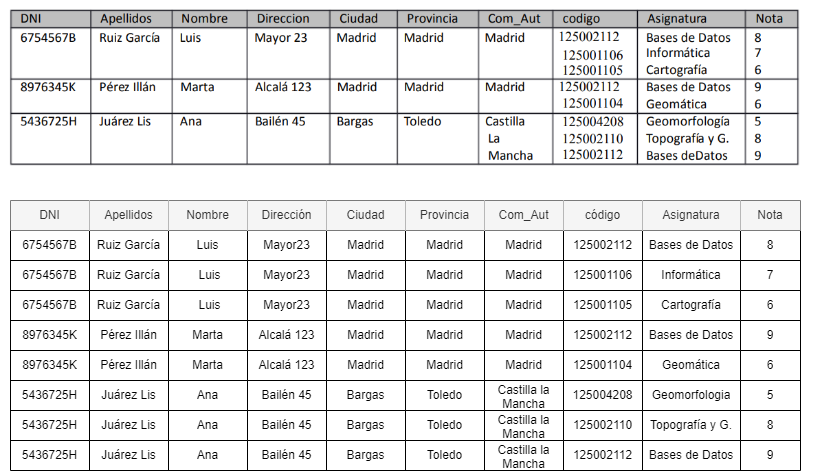 DNI Apellidos Nombre Direccion Ciudad Provincia Com_Aut codigo Asignatura Nota
6754567B Ruiz García Luis Mayor 23 Madrid Madrid Madrid 125002112 Bases de Datos 8
125001106 Informática 7
125001105 Cartografía 6
8976345K Pérez Illán Marta Alcalá 123 Madrid Madrid Madrid 125002112 Bases de Datos 9
125001104 Geomática 6
5436725H Juárez Lis Ana Bailén 45 Bargas Toledo Castilla 125004208 Geomorfología 5
La 125002110 Topografía y G. 8
Mancha 125002112 Bases deDatos 9
DNI Apellidos Nombre Dirección Ciudad Provincia Com_Aut código Asignatura Nota
6754567B Ruiz García Luis Mayor23 Madrid Madrid Madrid 125002112 Bases de Datos 8
6754567B Ruiz García Luis Mayor23 Madrid Madrid Madrid 125001106 Informática 7
6754567B Ruiz García Luis Mayor23 Madrid Madrid Madrid 125001105 Cartografía 6
8976345K Pérez Illán Marta Alcalá 123 Madrid Madrid Madrid 125002112 Bases de Datos 9
8976345K Pérez Illán Marta Alcalá 123 Madrid Madrid Madrid 125001104 Geomática 6
5436725H Juárez Lis Ana Bailén 45 Bargas Toledo Castilla la Mancha 125004208 Geomorfologia 5
5436725H Juárez Lis Ana Bailén 45 Bargas Toledo Castilla la Mancha 125002110 Topografía y G. 8
5436725H Juárez Lis Ana Bailén 45 Bargas Toledo Castilla la Mancha 125002112 Bases de Datos 9